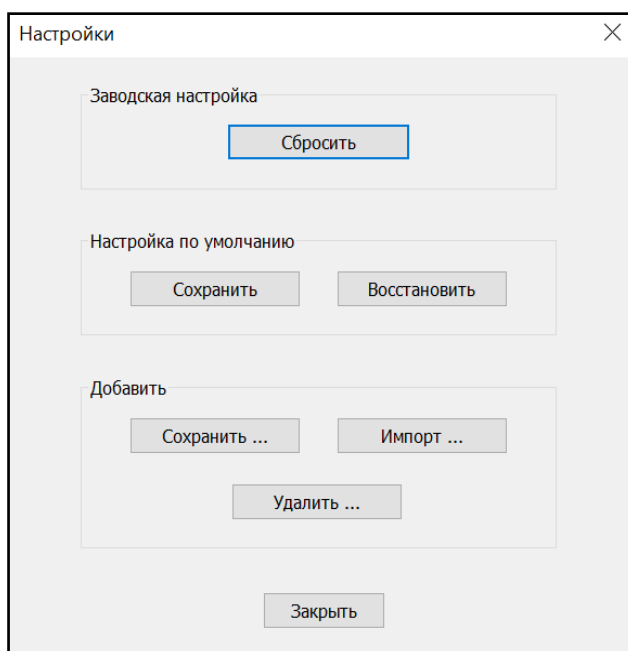 Настройки
Заводская настройка
Сбросить
Настройка по умолчанию
Сохранить Восстановить
Добавить
Сохранить ... Импорт ...
Удалить ...
Закрыть